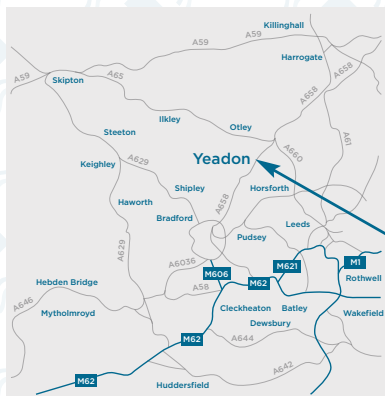 Killinghall
A59
A59
Harrogate
A658
A59
Skipton
A65
A658
Ilkley
Otley
A61
Steeton
A660
Yeadon
Keighley
A629
Shipley
Horsforth
Haworth
A658
Bradford
Leeds
Pudsey
A629
A6036
M621
M1
M606
Rothwell
Hebden Bridge
A58
M62
A646
Mytholmroyd
Cleckheaton
Batley
Wakefield
Dewsbury
M62
A644
A642
M62
Huddersfield